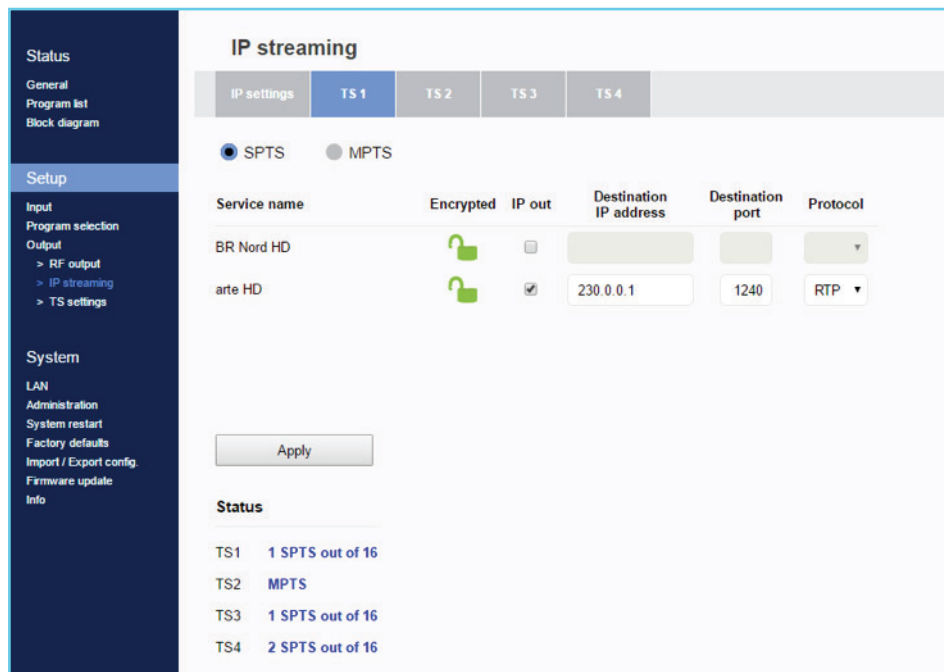 Status
General
Program list
Block diagram
Setup
Input
Program selection
Output
> RF output
> IP streaming
> TS settings
System
LAN
Administration
System restart
Factory defaults
Import / Export config.
Firmware update
Info
IP streaming
IP settings TS 1 TS 2 TS 3 TS 4
SPTS MPTS
Service name Encrypted IP out Destination IP address Destination port Protocol
BR Nord HD
arte HD 230.0.0.1 1240 RTP
Apply
Status
TS1 1 SPTS out of 16
TS2 MPTS
TS3 1 SPTS out of 16
TS4 2 SPTS out of 16